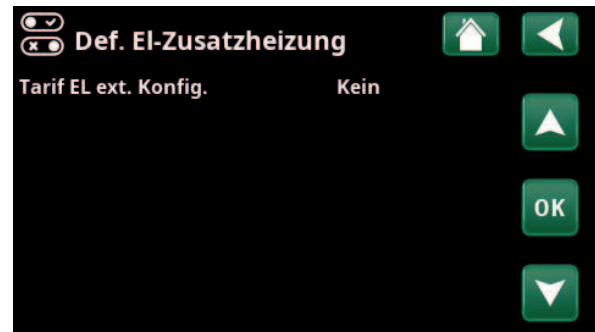 Def. El-Zusatzheizung
Tarif EL ext. Konfig. Kein
OK